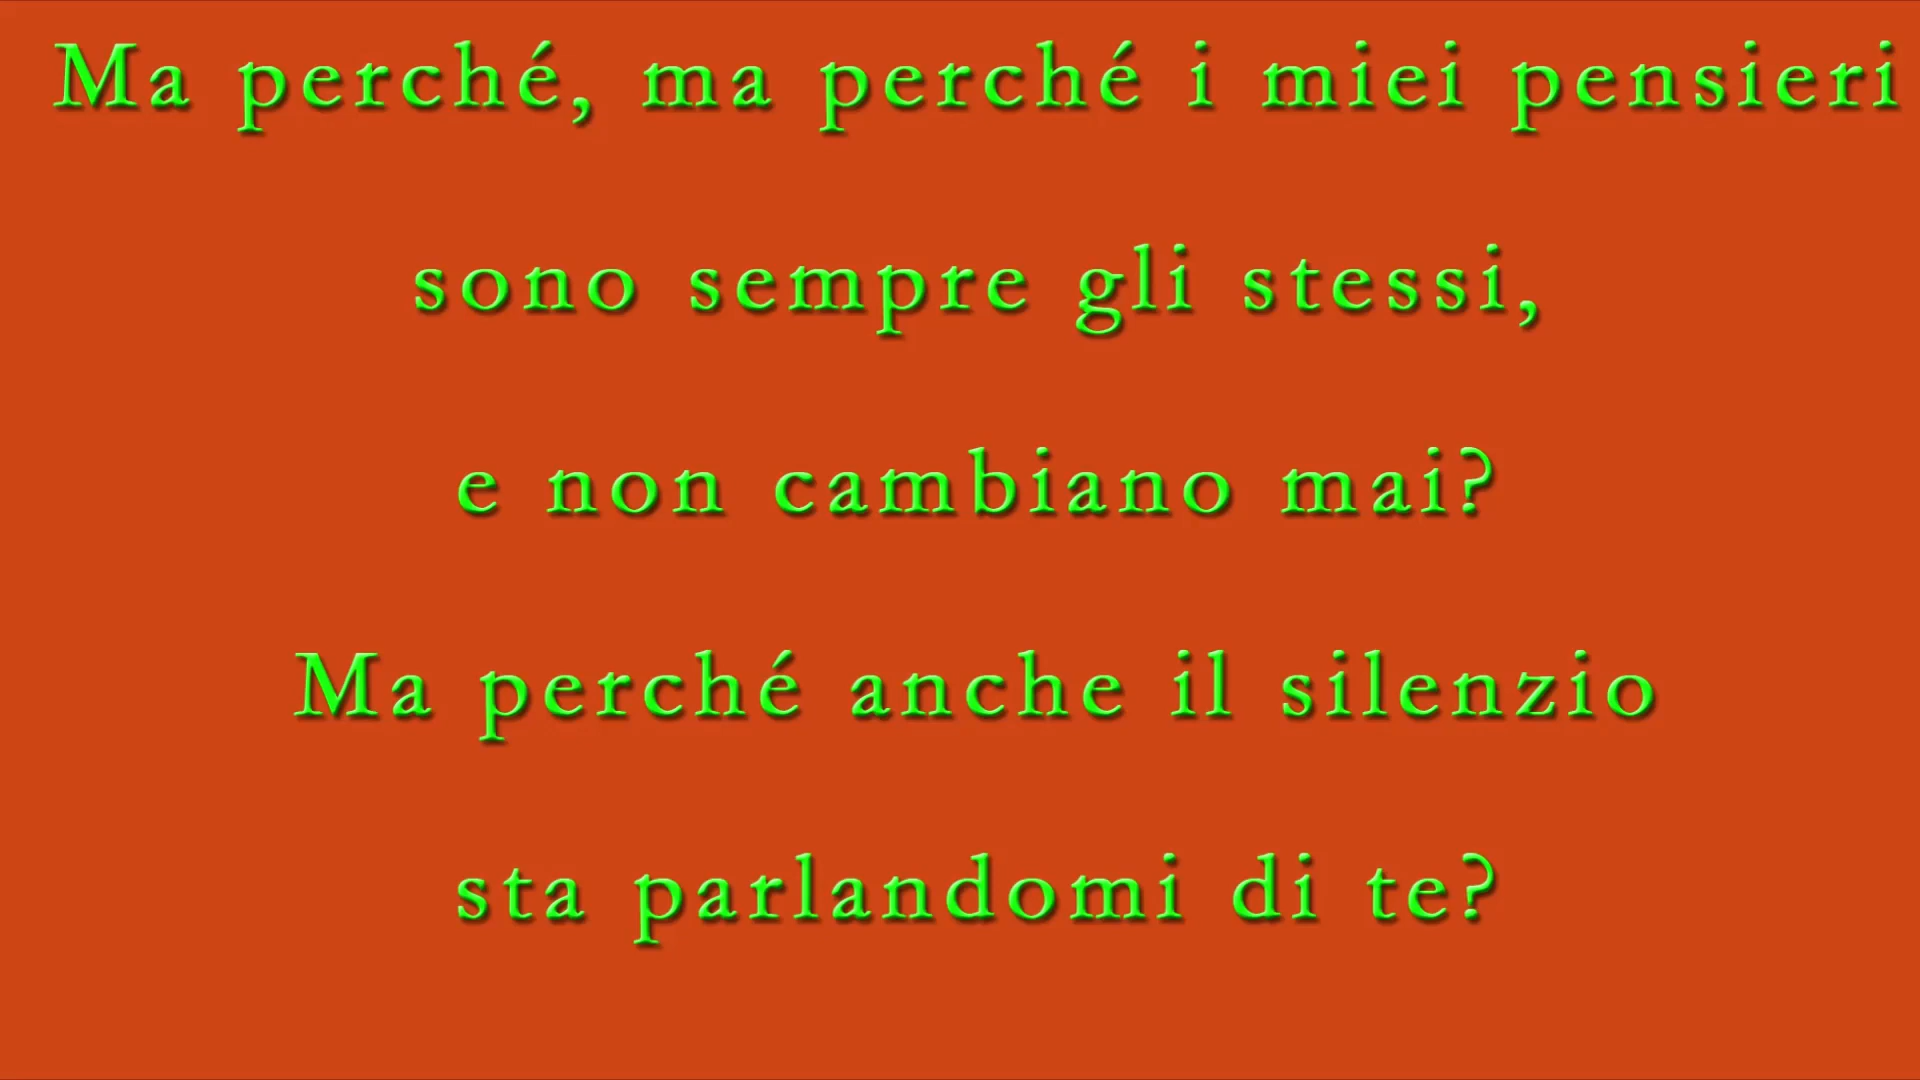 Ma perché, ma perché i miei pensieri
sono sempre gli stessi,
e non cambiano mai?
Ma perché anche il silenzio
sta parlandomi di te?